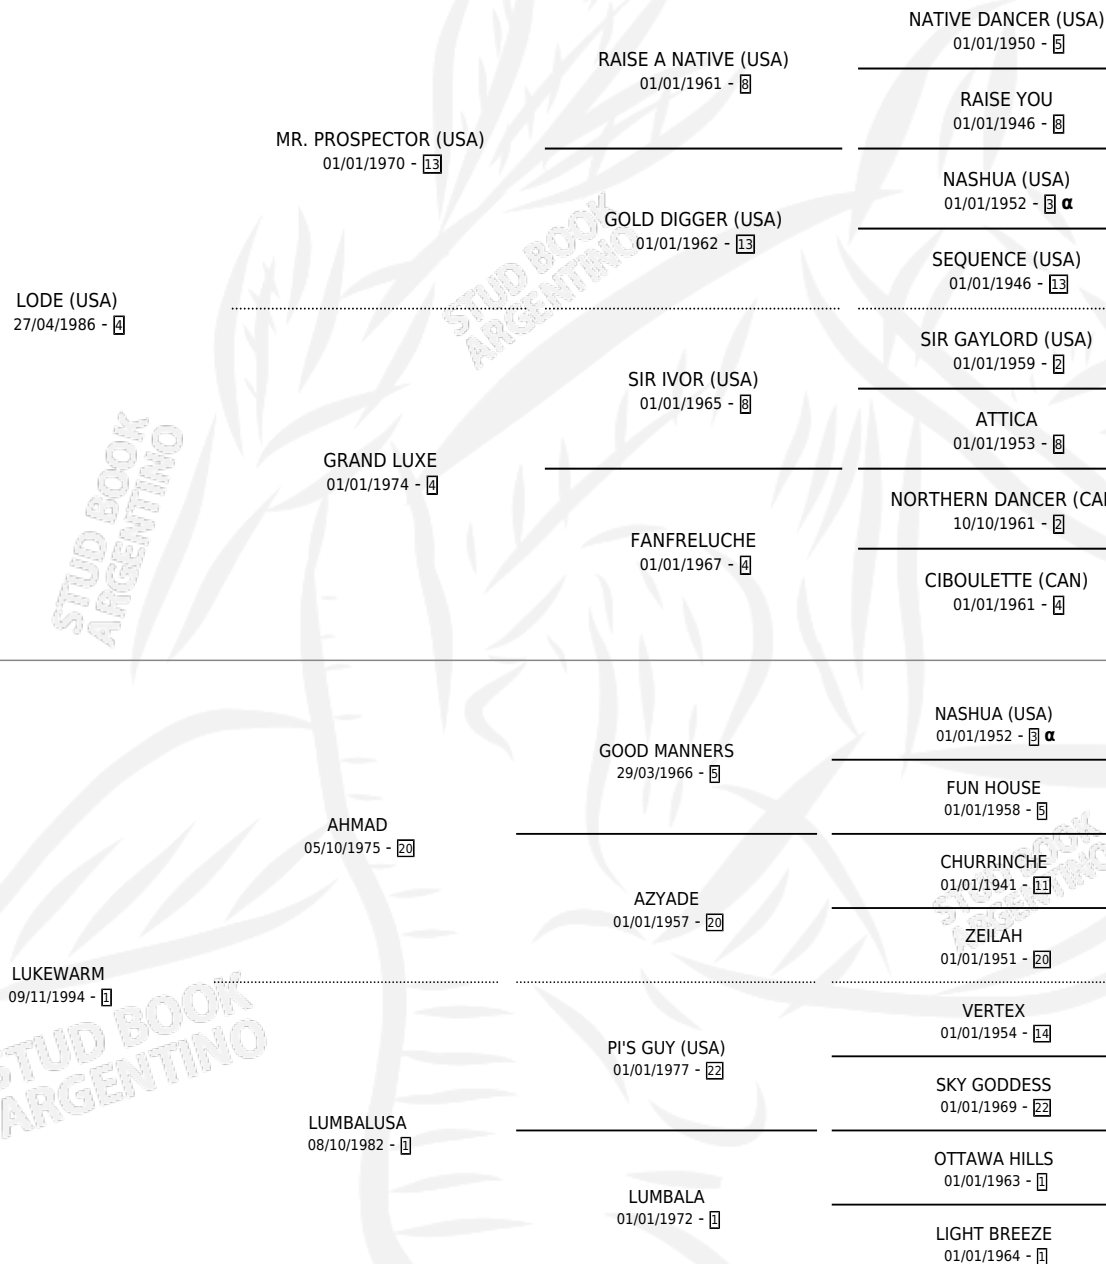 NATIVE DANCER (USA)
01/01/1950 - 5
RAISE A NATIVE (USA)
01/01/1961 - 8
RAISE YOU
01/01/1946 - 8
MR. PROSPECTOR (USA)
01/01/1970 - 13
NASHUA (USA)
01/01/1952 - 3 α
GOLD DIGGER (USA)
01/01/1962 - 13
SEQUENCE (USA)
01/01/1946 - 13
LODE (USA)
27/04/1986 - 4
SIR GAYLORD (USA)
01/01/1959 - 2
SIR IVOR (USA)
01/01/1965 - 8
ATTICA
01/01/1953 - 8
GRAND LUXE
01/01/1974 - 4
NORTHERN DANCER (CA
10/10/1961 - 2
FANFRELUCHE
01/01/1967 - 4
CIBOULETTE (CAN)
01/01/1961 - 4
NASHUA (USA)
01/01/1952 - 3 α
GOOD MANNERS
29/03/1966 - 5
FUN HOUSE
01/01/1958 - 5
AHMAD
05/10/1975 - 20
CHURRINCHE
01/01/1941 - 11
AZYADE
01/01/1957 - 20
ZEILAH
01/01/1951 - 20
LUKEWARM
09/11/1994 - 1
VERTEX
01/01/1954 - 14
PI'S GUY (USA)
01/01/1977 - 22
SKY GODDESS
01/01/1969 - 22
LUMBALUSA
08/10/1982 - 1
OTTAWA HILLS
01/01/1963 - 1
LUMBALA
01/01/1972 - 1
LIGHT BREEZE
01/01/1964 - 1
STUD BOOK
ARGENTINO
STUD BOOK
ARGENTINO
STUD BOOK
ARGENTINO
STUD BOOK
ARGENTINO